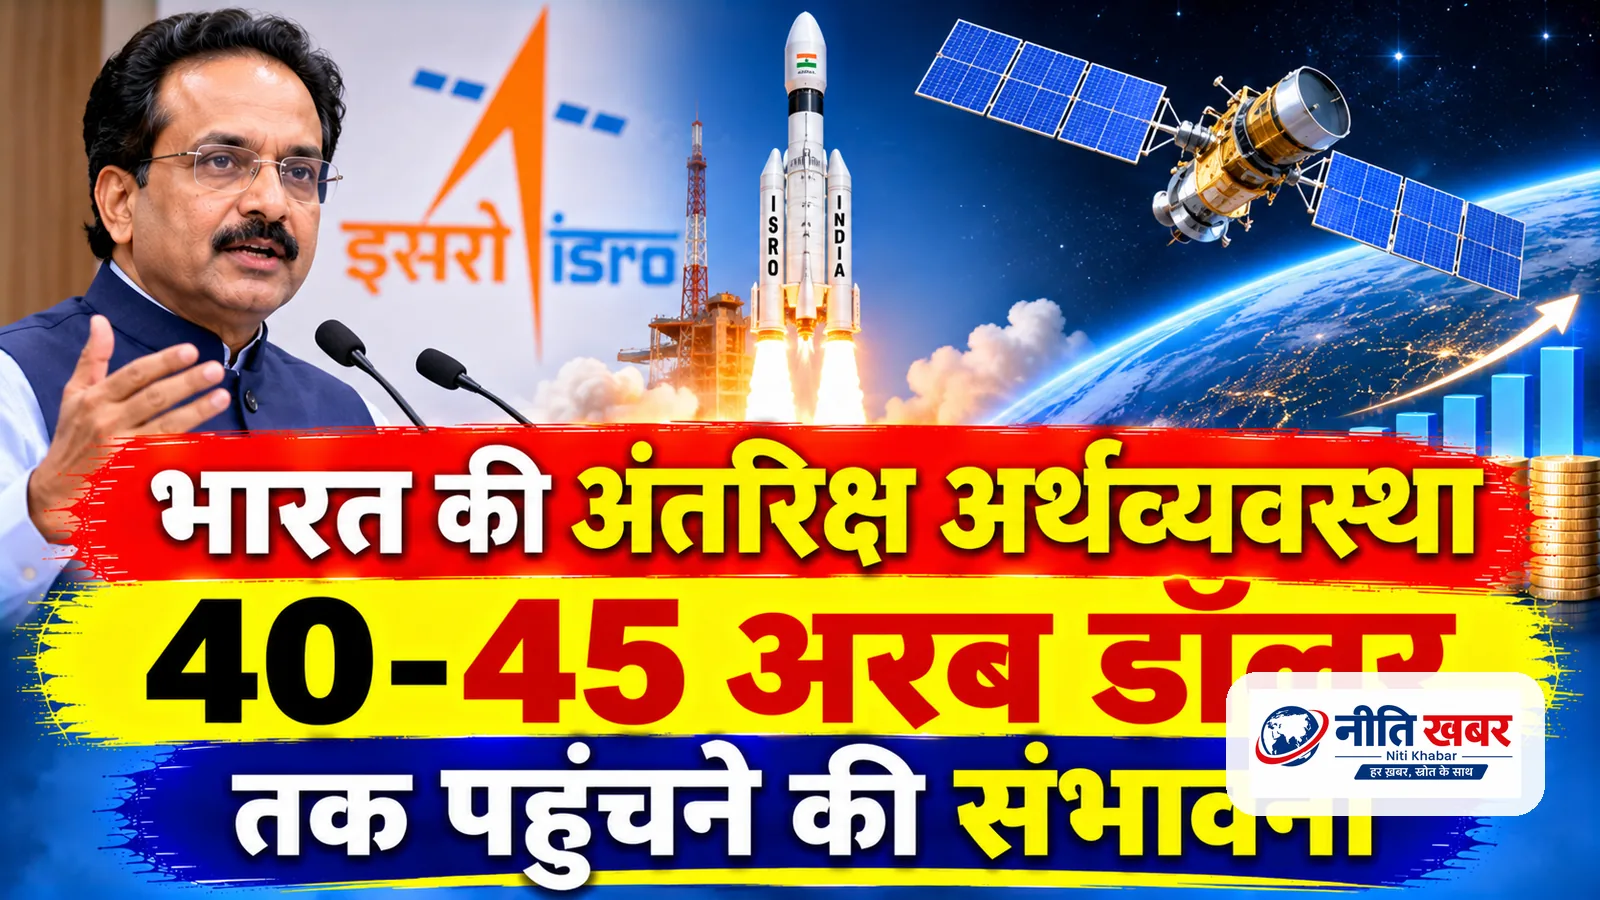 इसरो isro
ISRO
INDIA
भारत की अंतरिक्ष अर्थव्यवस्था
40-45 अरब डॉलर
तक पहुंचने की संभावना
नीति खबर
Niti Khabar
हर ख़बर, स्रोत के साथ